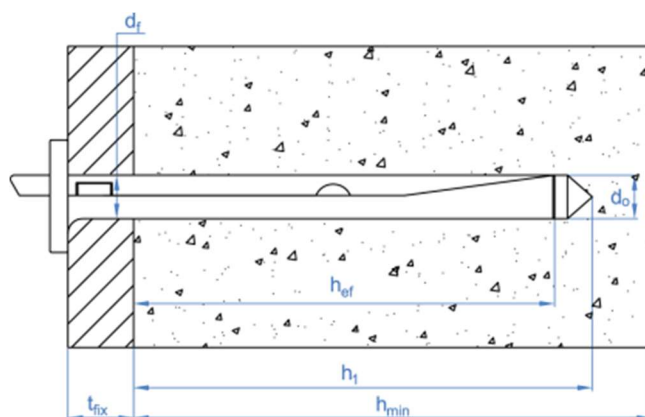 d_f
d_o
h_ef
h_1
t_fix
h_min